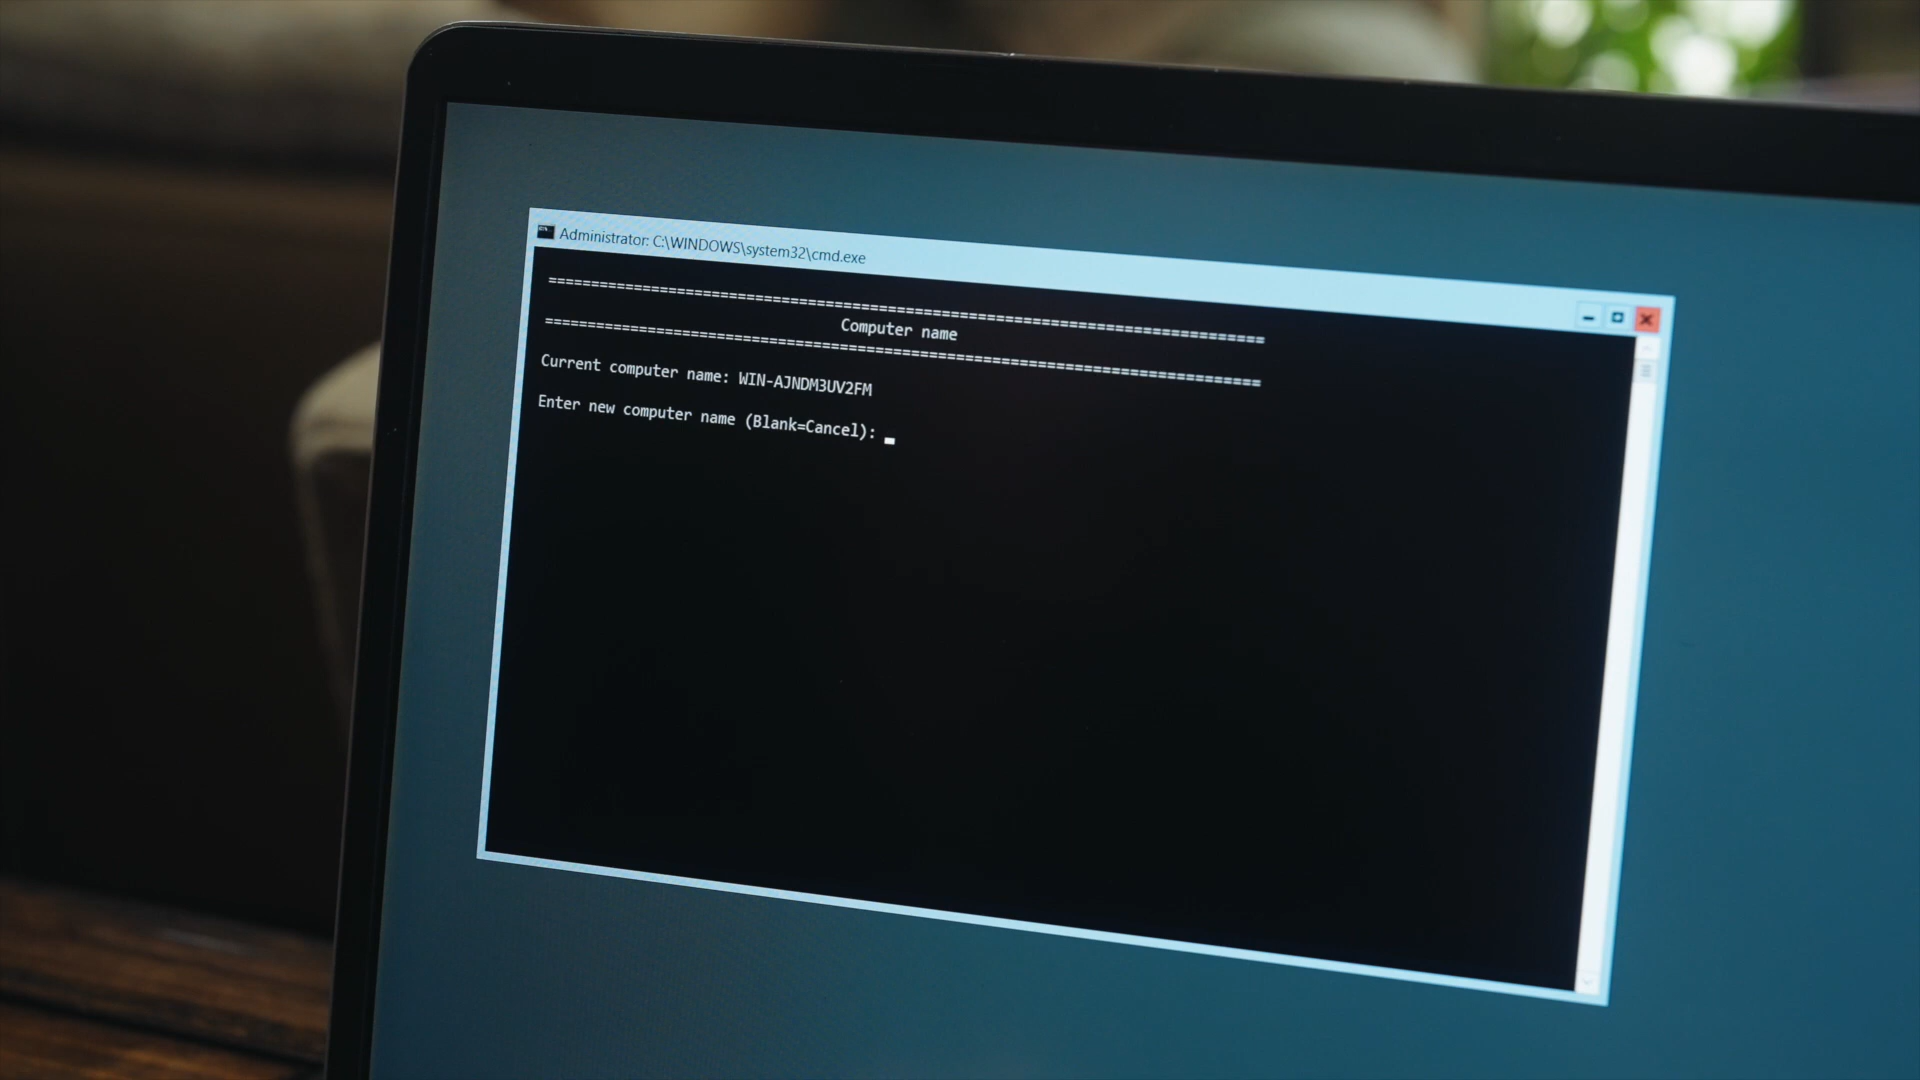 Administrator: C:\WINDOWS\system32\cmd.exe
================================================================================
Computer name
================================================================================
Current computer name: WIN-AJNDM3UV2FM
Enter new computer name (Blank=Cancel):